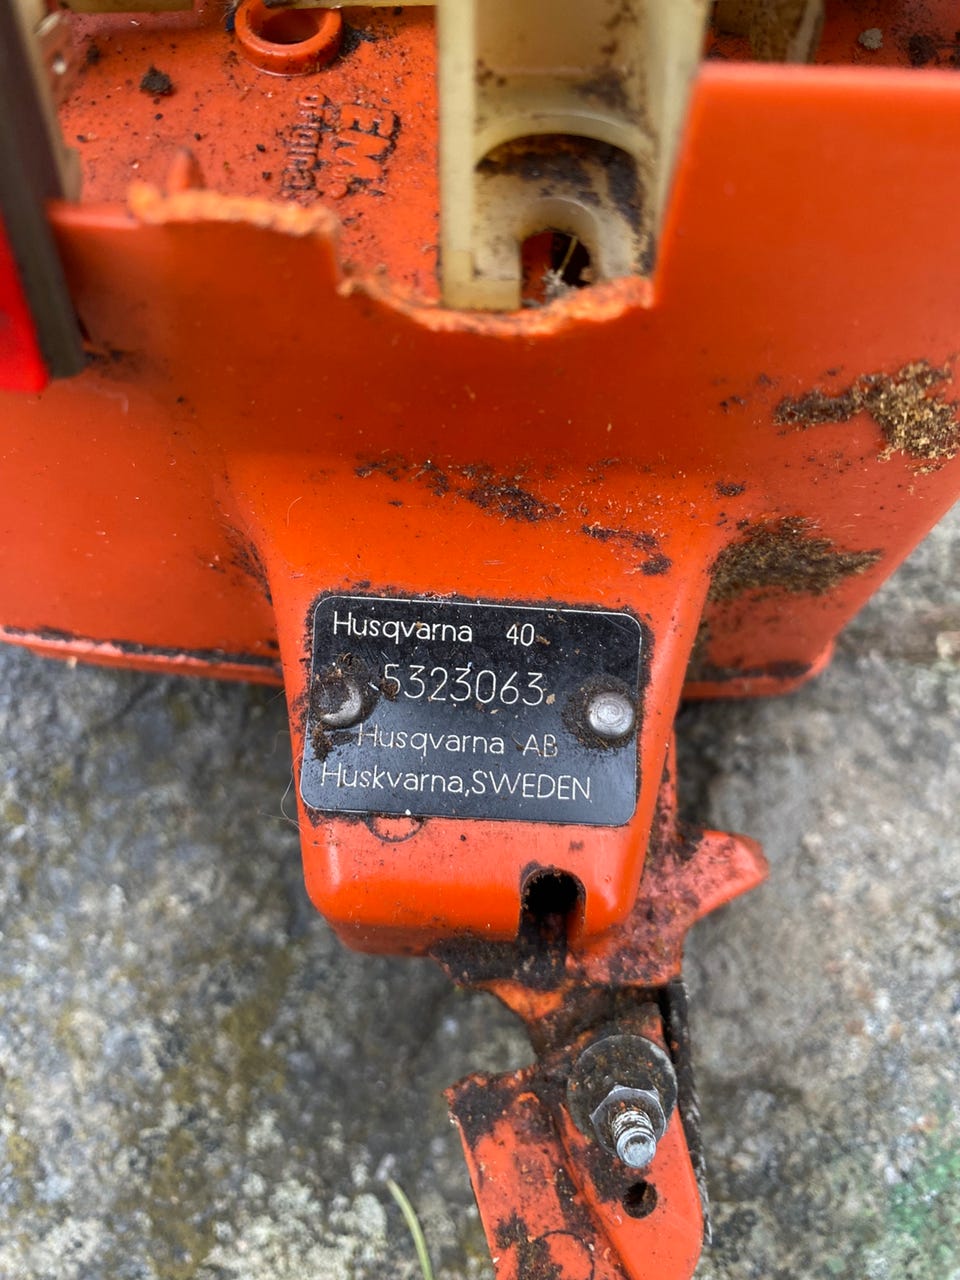 Husqvarna 40
5323063
Husqvarna AB
Huskvarna,SWEDEN